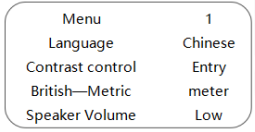 Menu 1
Language Chinese
Contrast control Entry
British—Metric meter
Speaker Volume Low